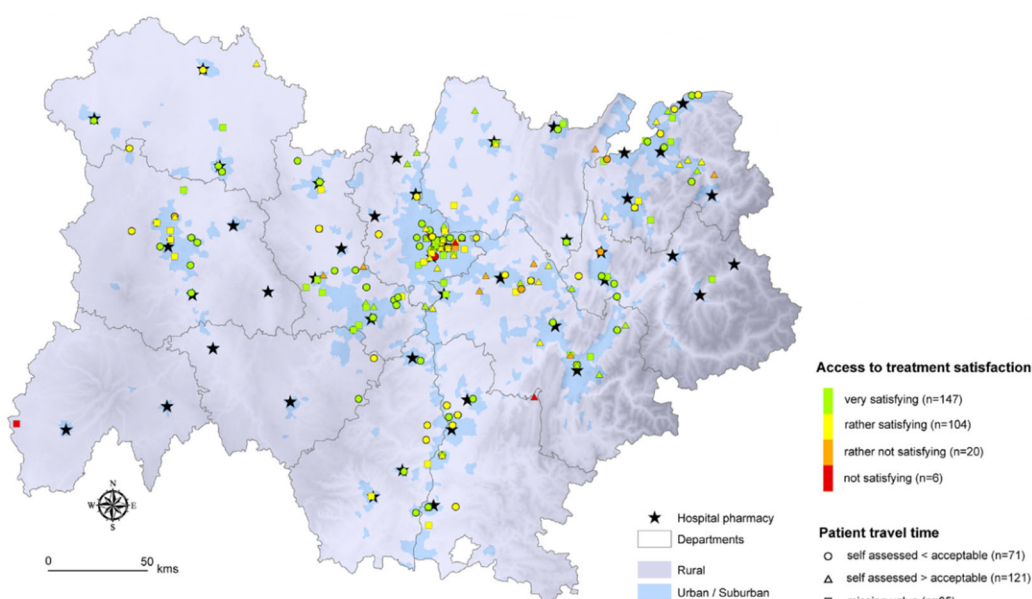 N
W E
S
0 50
kms
Access to treatment satisfaction
very satisfying (n=147)
rather satisfying (n=104)
rather not satisfying (n=20)
not satisfying (n=6)
Hospital pharmacy
Departments
Rural
Urban / Suburban
Patient travel time
self assessed < acceptable (n=71)
self assessed > acceptable (n=121)